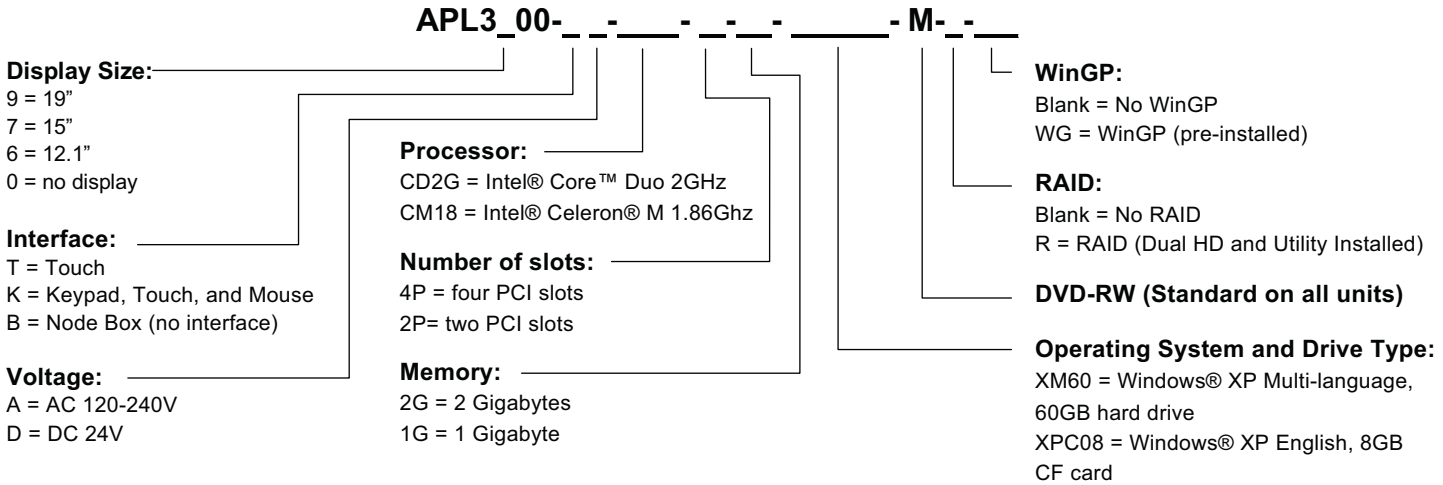 APL3_00-_ _-____-__-__-______-M-_-__
Display Size:
9 = 19”
7 = 15”
6 = 12.1”
0 = no display
Interface:
T = Touch
K = Keypad, Touch, and Mouse
B = Node Box (no interface)
Voltage:
A = AC 120-240V
D = DC 24V
Processor:
CD2G = Intel® Core™ Duo 2GHz
CM18 = Intel® Celeron® M 1.86Ghz
Number of slots:
4P = four PCI slots
2P= two PCI slots
Memory:
2G = 2 Gigabytes
1G = 1 Gigabyte
WinGP:
Blank = No WinGP
WG = WinGP (pre-installed)
RAID:
Blank = No RAID
R = RAID (Dual HD and Utility Installed)
DVD-RW (Standard on all units)
Operating System and Drive Type:
XM60 = Windows® XP Multi-language,
60GB hard drive
XPC08 = Windows® XP English, 8GB
CF card